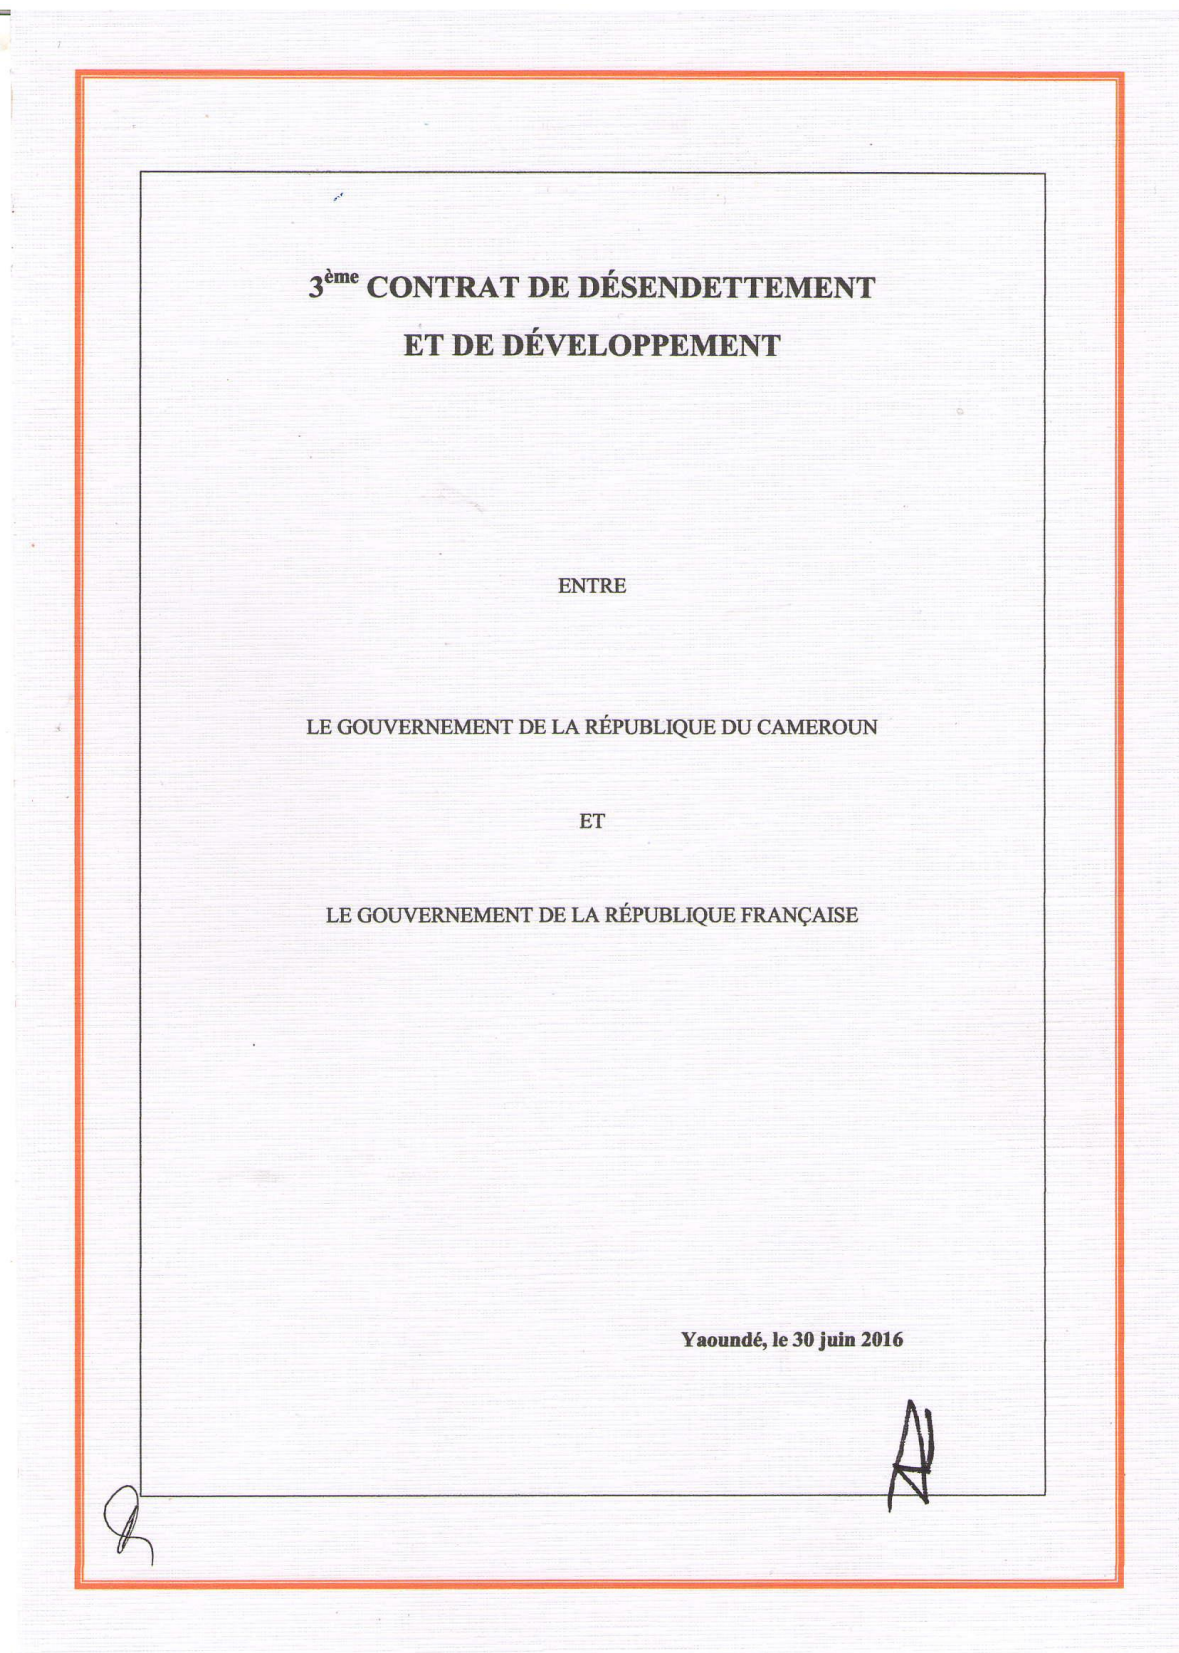 3ème CONTRAT DE DÉSENDETTEMENT
ET DE DÉVELOPPEMENT
ENTRE
LE GOUVERNEMENT DE LA RÉPUBLIQUE DU CAMEROUN
ET
LE GOUVERNEMENT DE LA RÉPUBLIQUE FRANÇAISE
Yaoundé, le 30 juin 2016